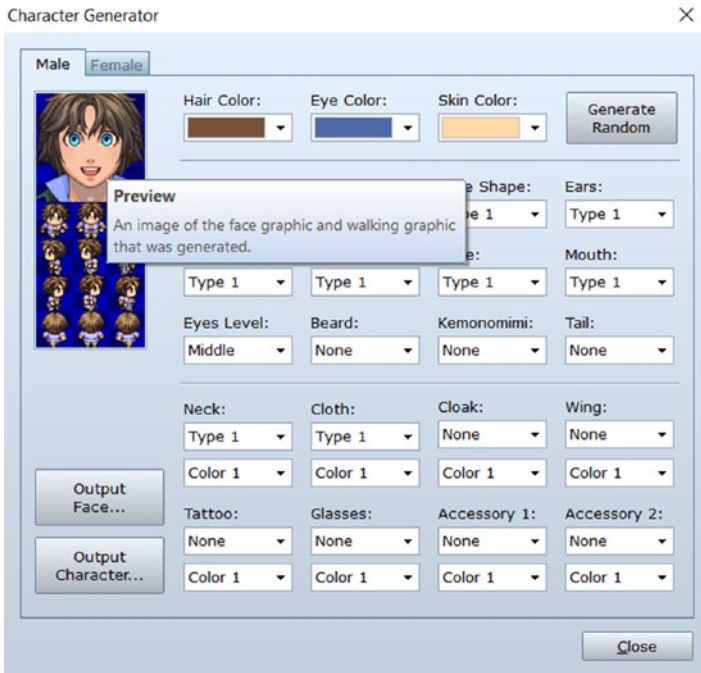 Character Generator
Male Female
Hair Color: Eye Color: Skin Color:
Generate
Random
Preview
An image of the face graphic and walking graphic
that was generated.
Shape: Ears:
1 Type 1
Mouth:
Type 1 Type 1 Type 1 Type 1
Eyes Level: Beard: Kemonomimi: Tail:
Middle None None None
Neck: Cloth: Cloak: Wing:
Type 1 Type 1 None None
Color 1 Color 1 Color 1 Color 1
Tattoo: Glasses: Accessory 1: Accessory 2:
None None None None
Color 1 Color 1 Color 1 Color 1
Output
Face...
Output
Character...
Close